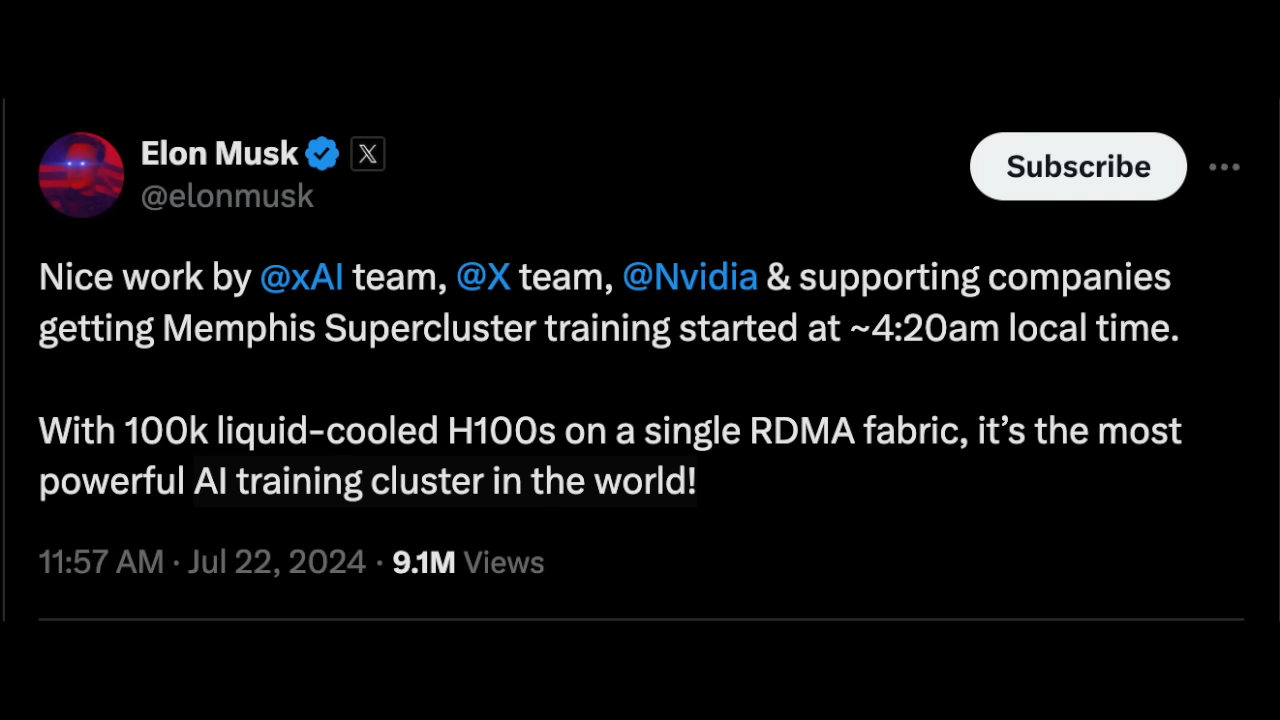 Elon Musk
@elonmusk
Subscribe
Nice work by @xAI team, @X team, @Nvidia & supporting companies
getting Memphis Supercluster training started at ~4:20am local time.
With 100k liquid-cooled H100s on a single RDMA fabric, it’s the most
powerful AI training cluster in the world!
11:57 AM · Jul 22, 2024 · 9.1M Views